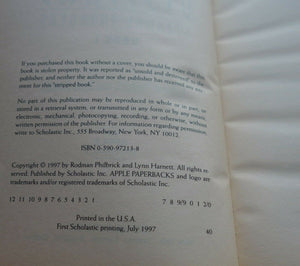 If you purchased this book without a cover, you should be aware that this
book is stolen property. It was reported as "unsold and destroyed" to the
publisher, and neither the author nor the publisher has received any pay-
ment for this "stripped book."
No part of this publication may be reproduced in whole or in part, or
stored in a retrieval system, or transmitted in any form or by any means,
electronic, mechanical, photocopying, recording, or otherwise, without
written permission of the publisher. For information regarding permission,
write to Scholastic Inc., 555 Broadway, New York, NY 10012.
ISBN 0-590-97213-8
Copyright © 1997 by Rodman Philbrick and Lynn Harnett. All rights re-
served. Published by Scholastic Inc. APPLE PAPERBACKS and logo are
trademarks and/or registered trademarks of Scholastic Inc.
12 11 10 9 8 7 6 5 4 3 2 1 7 8 9/9 0 1 2/0
Printed in the U.S.A. 40
First Scholastic printing, July 1997